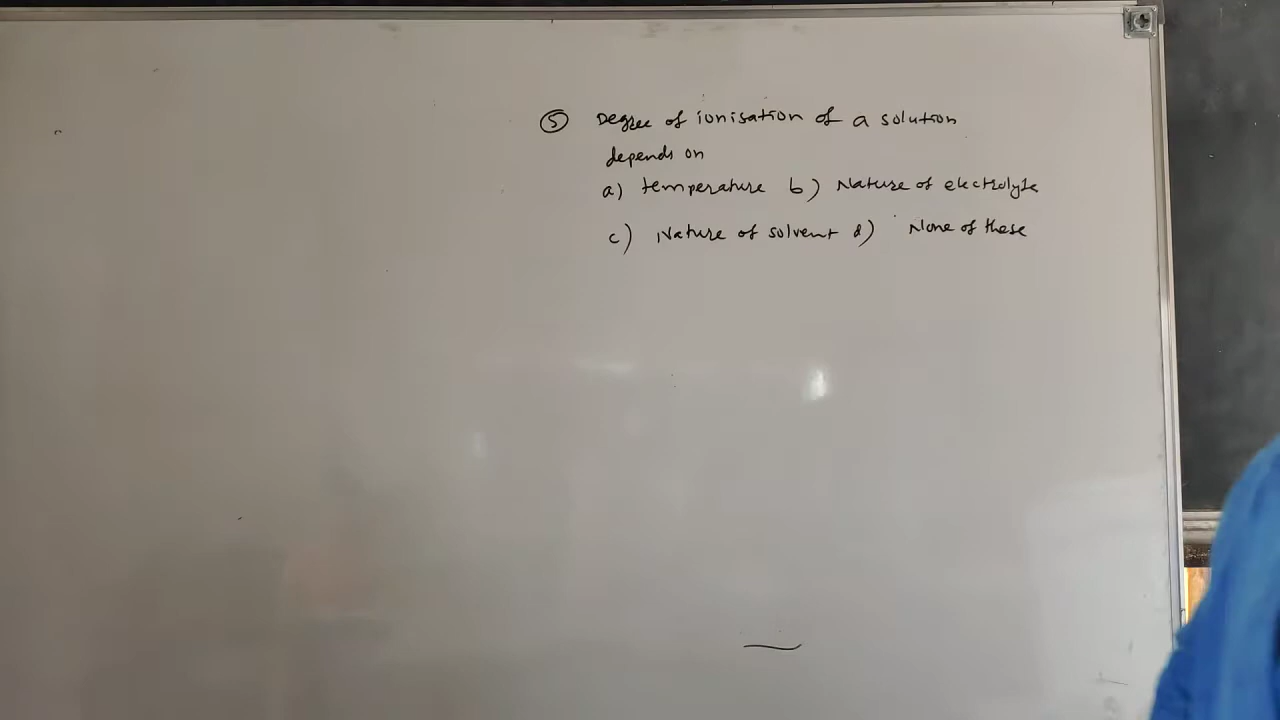 ⑤ Degree of ionisation of a solution
depends on
a) temperature b) Nature of electrolyte
c) Nature of solvent d) None of these